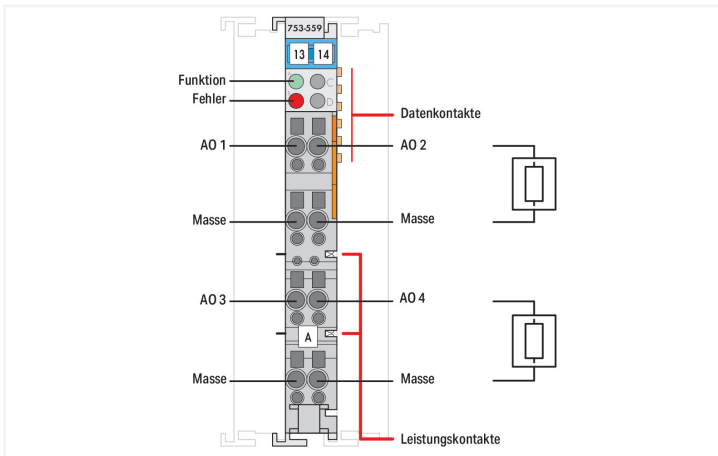 753-559
13 14
Funktion
C
Fehler
D
Datenkontakte
AO 1
AO 2
Masse
Masse
AO 3
AO 4
A
Masse
Masse
Leistungskontakte